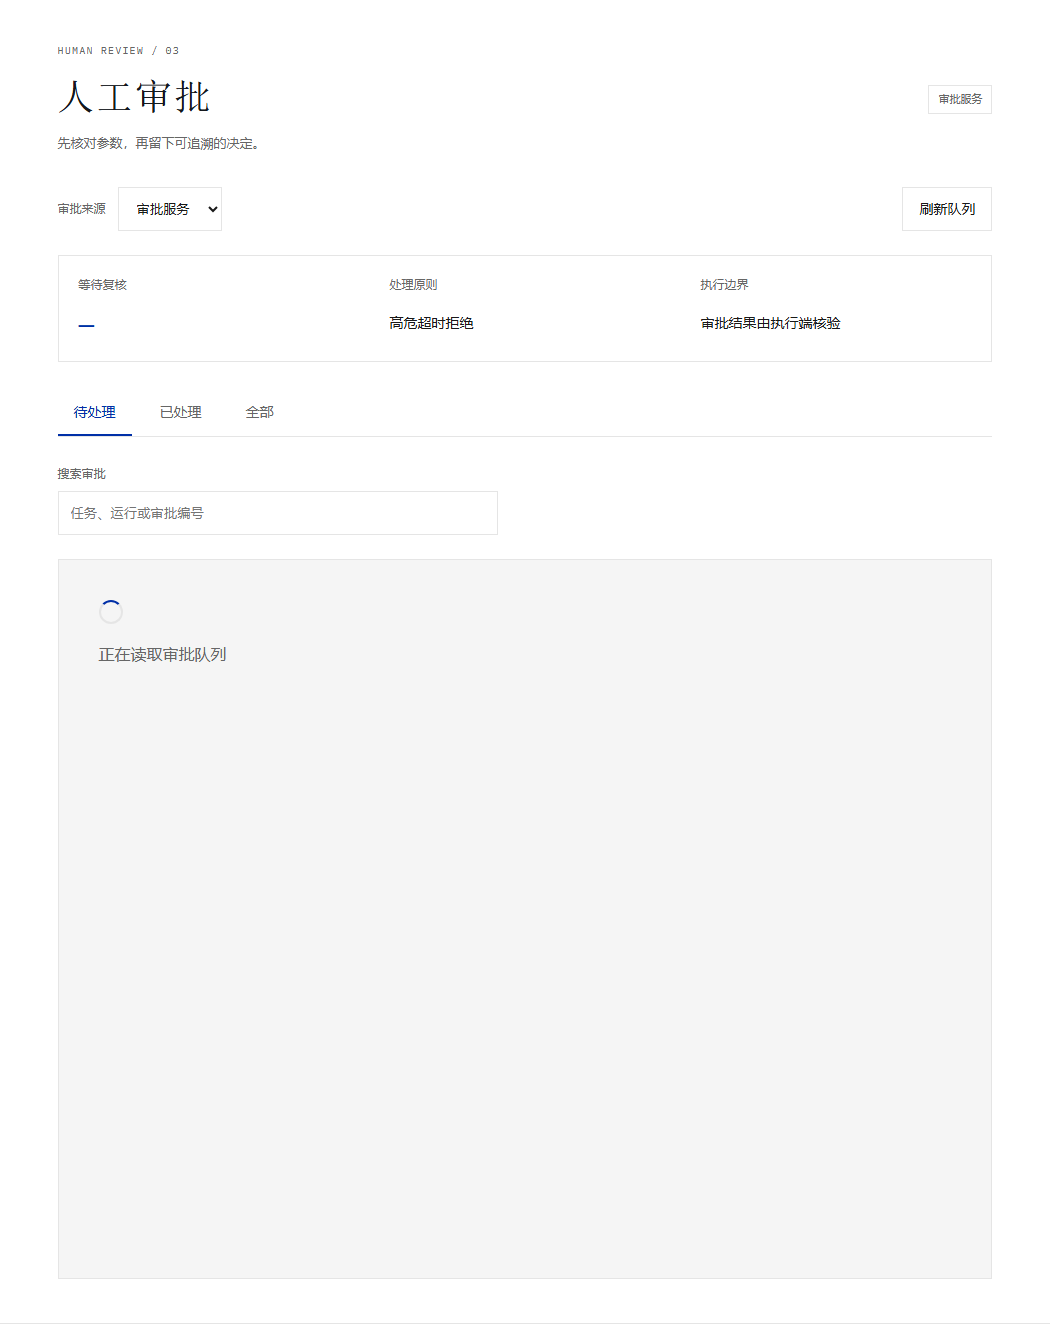 HUMAN REVIEW / 03
人工审批
审批服务
先核对参数，再留下可追溯的决定。
审批来源
审批服务
刷新队列
等待复核
处理原则
执行边界
—
高危超时拒绝
审批结果由执行端核验
待处理
已处理
全部
搜索审批
任务、运行或审批编号
正在读取审批队列